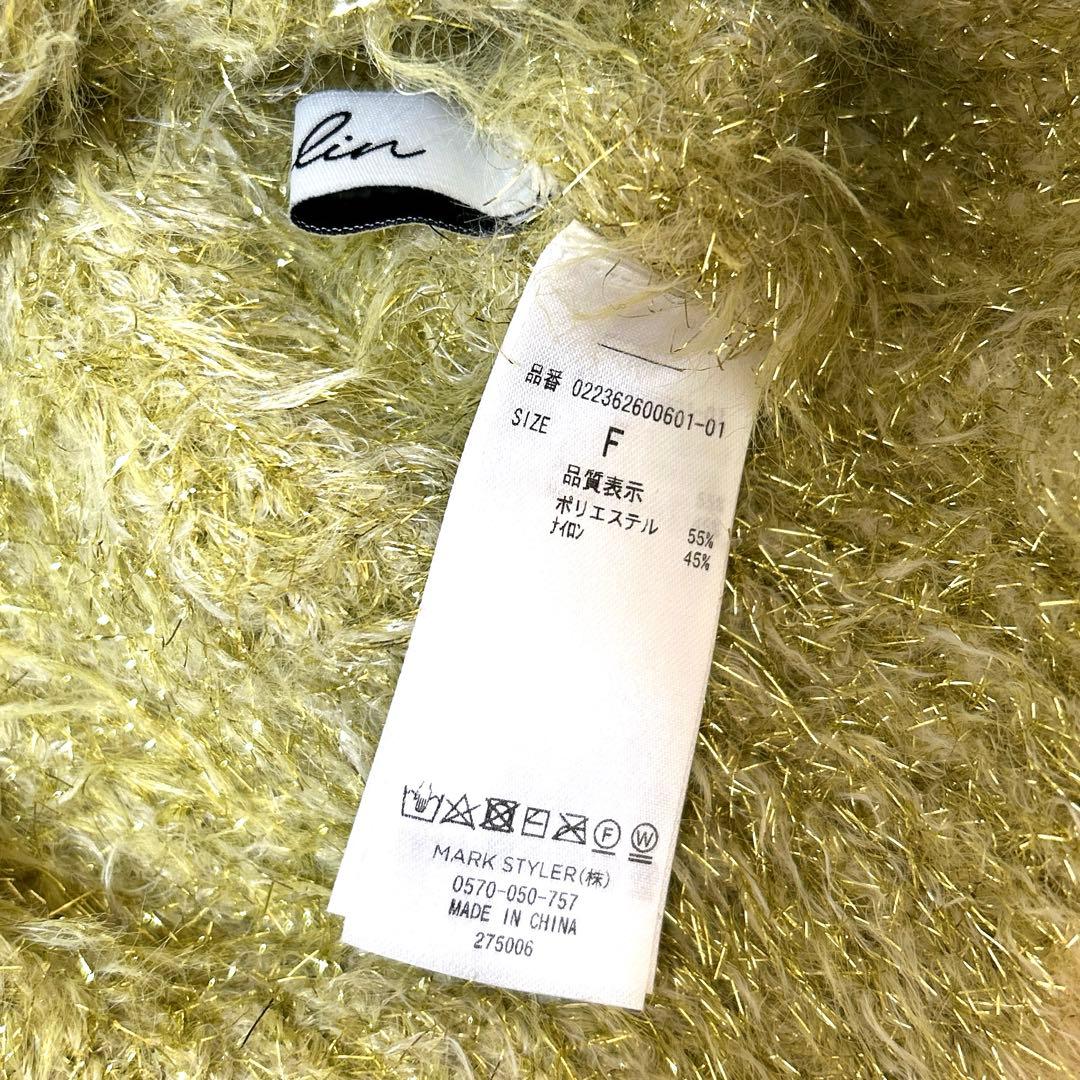 lin
品番 022362600601-01
SIZE F
品質表示
ポリエステル 55%
ナイロン 45%
F W
MARK STYLER(株)
0570-050-757
MADE IN CHINA
275006